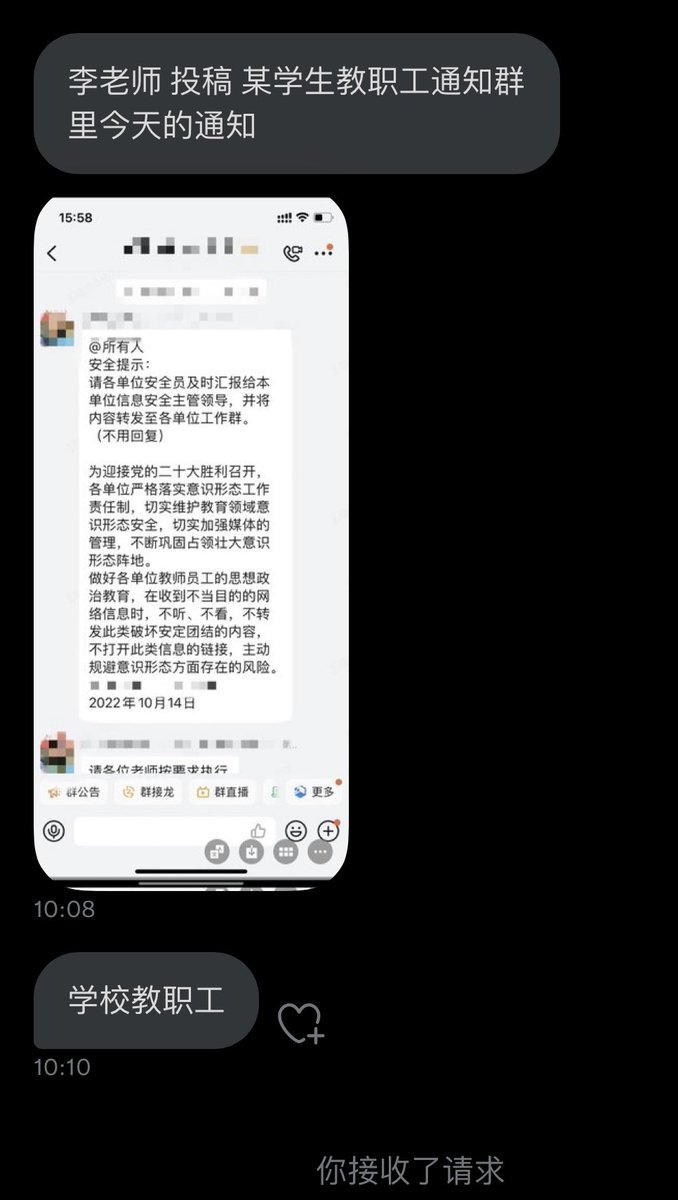 李老师 投稿 某学生教职工通知群
里今天的通知
15:58
@所有人
安全提示：
请各单位安全员及时汇报给本
单位信息安全主管领导，并将
内容转发至各单位工作群。
（不用回复）
为迎接党的二十大胜利召开，
各单位严格落实意识形态工作
责任制，切实维护教育领域意
识形态安全，切实加强媒体的
管理，不断巩固占领壮大意识
形态阵地。
做好各单位教师员工的思想政
治教育，在收到不当目的的网
络信息时，不听、不看，不转
发此类破坏安定团结的内容，
不打开此类信息的链接，主动
规避意识形态方面存在的风险。
2022年10月14日
请各位老师按要求执行
群公告 群接龙 群直播 更多
10:08
学校教职工
10:10
你接收了请求